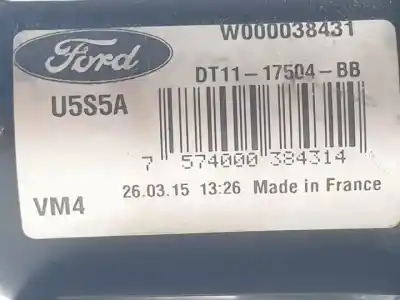 W000038431
Ford
DT11-17504-BB
U5S5A
7 574000 384314
26.03.15 13:26 Made in France
VM4